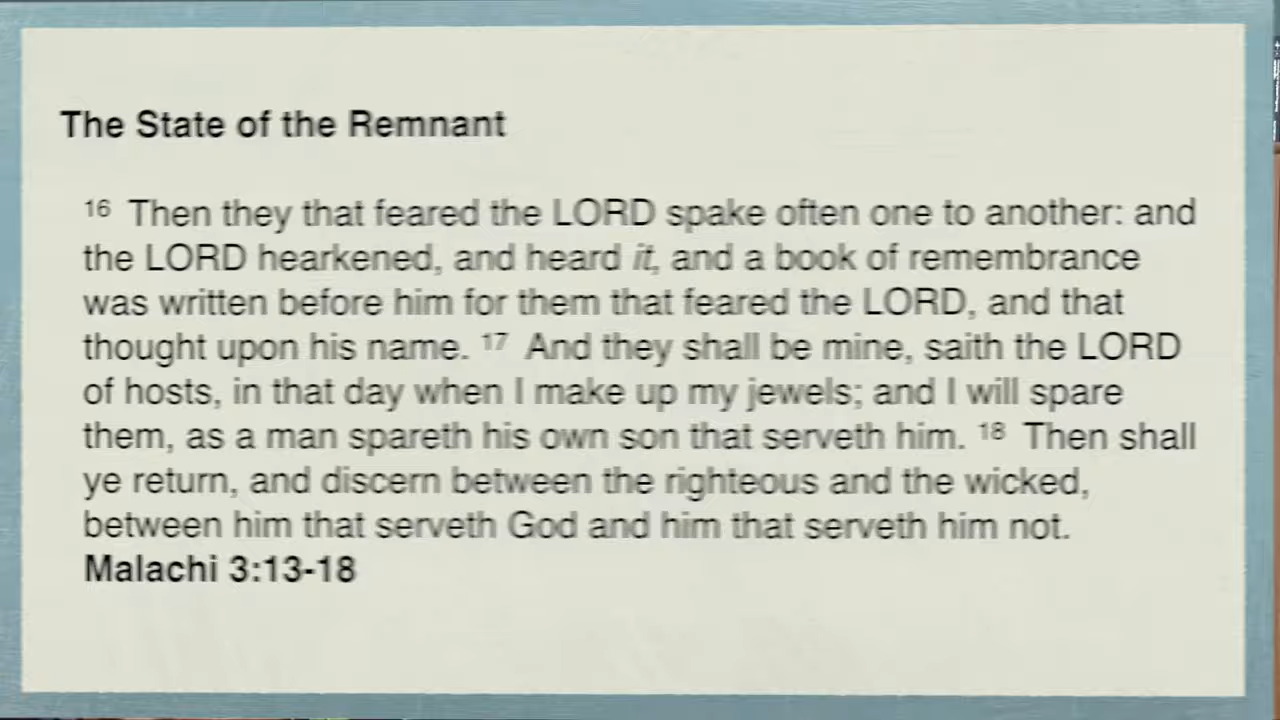 The State of the Remnant
16 Then they that feared the LORD spake often one to another: and
the LORD hearkened, and heard it, and a book of remembrance
was written before him for them that feared the LORD, and that
thought upon his name. 17 And they shall be mine, saith the LORD
of hosts, in that day when I make up my jewels; and I will spare
them, as a man spareth his own son that serveth him. 18 Then shall
ye return, and discern between the righteous and the wicked,
between him that serveth God and him that serveth him not.
Malachi 3:13-18